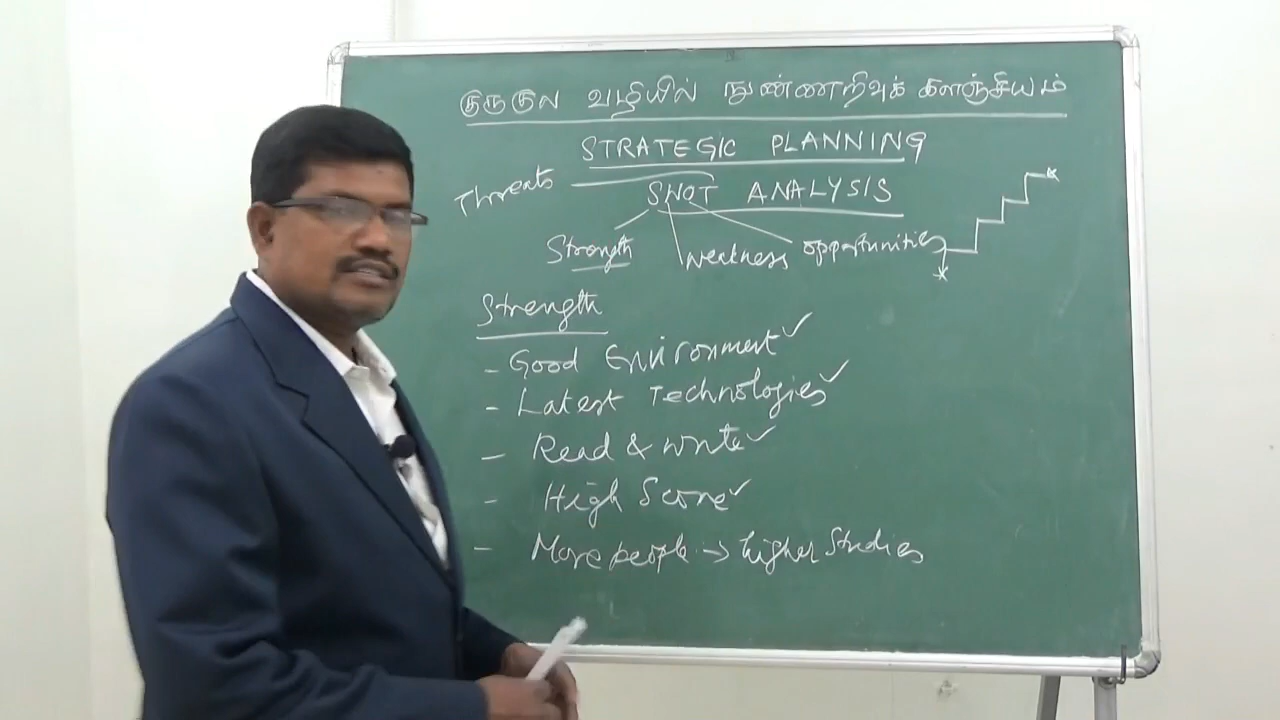 குருகுல வழியில் நுண்ணறிவுக் களஞ்சியம்
STRATEGIC PLANNING
Threats
SWOT ANALYSIS
Strength weakness opportunities
Strength
- Good Environment ✓
- Latest Technologies ✓
- Read & write ✓
- High Score ✓
- More people → higher Studies